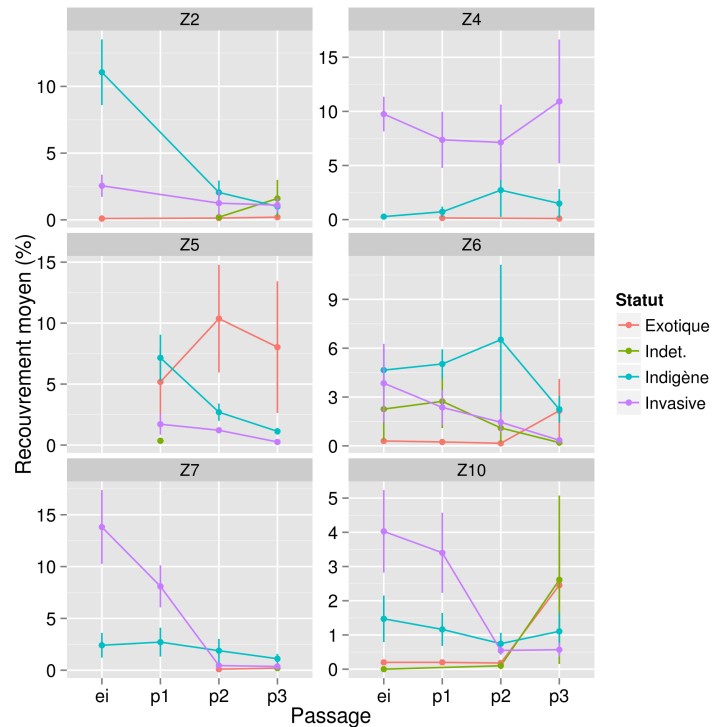 Z2
Z4
10
5
0
15
10
5
0
Z5
Z6
15
10
5
0
9
6
3
0
Z7
Z10
15
10
5
0
5
4
3
2
1
0
ei p1 p2 p3
ei p1 p2 p3
Passage
Recouvrement moyen (%)
Statut
Exotique
Indet.
Indigène
Invasive